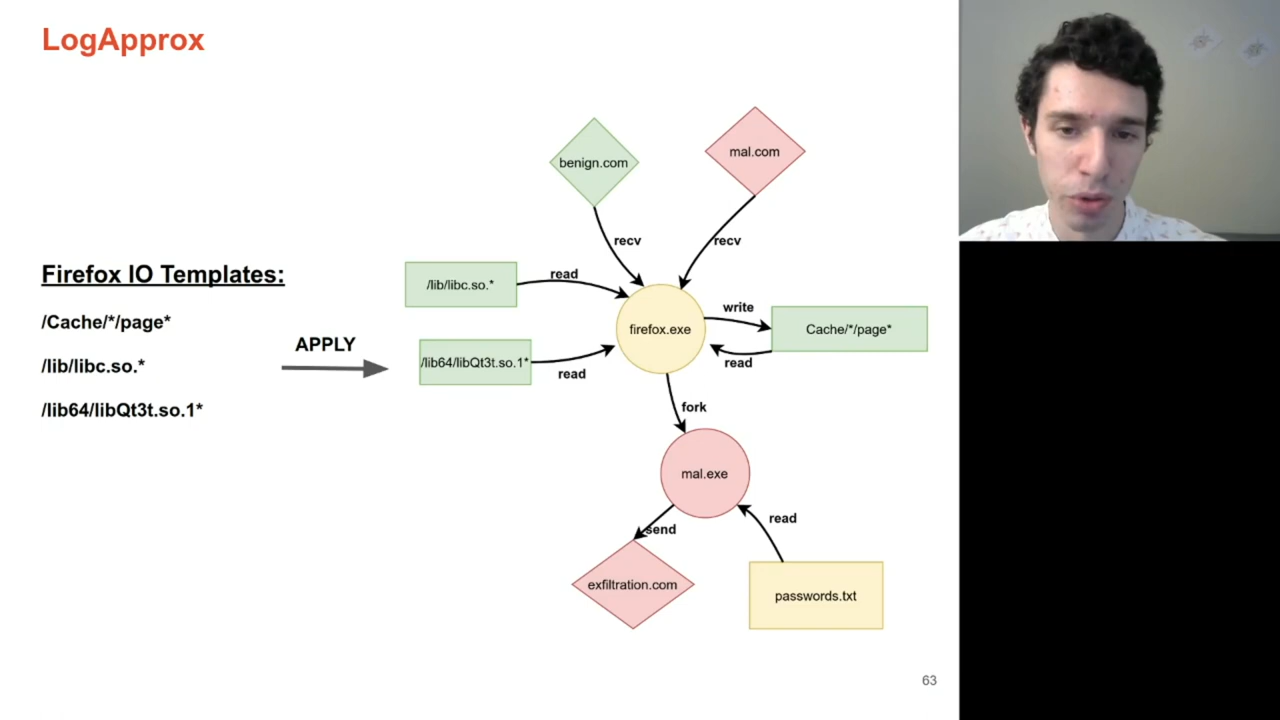 LogApprox
benign.com
mal.com
recv
recv
Firefox IO Templates:
/Cache/*/page*
/lib/libc.so.*
/lib64/libQt3t.so.1*
APPLY
/lib/libc.so.*
read
/lib64/libQt3t.so.1*
read
firefox.exe
write
Cache/*/page*
read
fork
mal.exe
send
read
exfiltration.com
passwords.txt
63